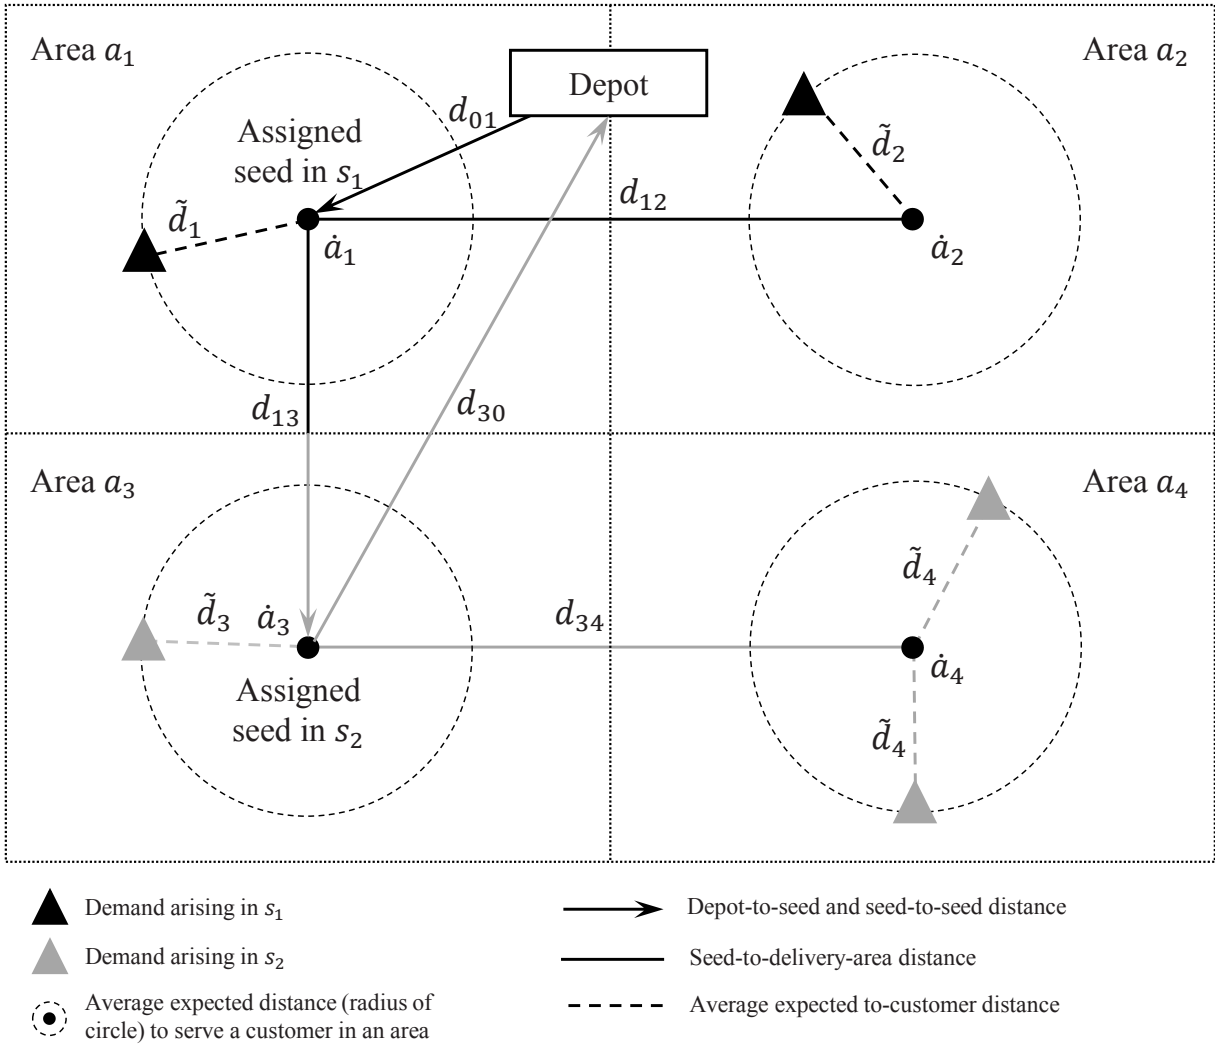 Area a₁
Area a₂
Depot
d₀₁
Assigned
seed in s₁
d̃₂
d₁₂
d̃₁
ȧ₁
ȧ₂
d₁₃
d₃₀
Area a₃
Area a₄
d̃₄
d̃₃
ȧ₃
d₃₄
ȧ₄
Assigned
seed in s₂
d̃₄
Demand arising in s₁
Depot-to-seed and seed-to-seed distance
Demand arising in s₂
Seed-to-delivery-area distance
Average expected distance (radius of
circle) to serve a customer in an area
Average expected to-customer distance